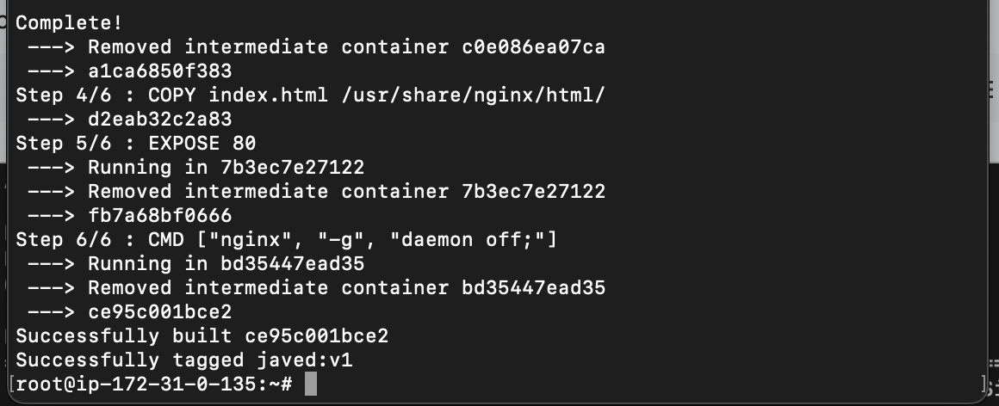 Complete!
 ---> Removed intermediate container c0e086ea07ca
 ---> a1ca6850f383
Step 4/6 : COPY index.html /usr/share/nginx/html/
 ---> d2eab32c2a83
Step 5/6 : EXPOSE 80
 ---> Running in 7b3ec7e27122
 ---> Removed intermediate container 7b3ec7e27122
 ---> fb7a68bf0666
Step 6/6 : CMD ["nginx", "-g", "daemon off;"]
 ---> Running in bd35447ead35
 ---> Removed intermediate container bd35447ead35
 ---> ce95c001bce2
Successfully built ce95c001bce2
Successfully tagged javed:v1
[root@ip-172-31-0-135:~# ]